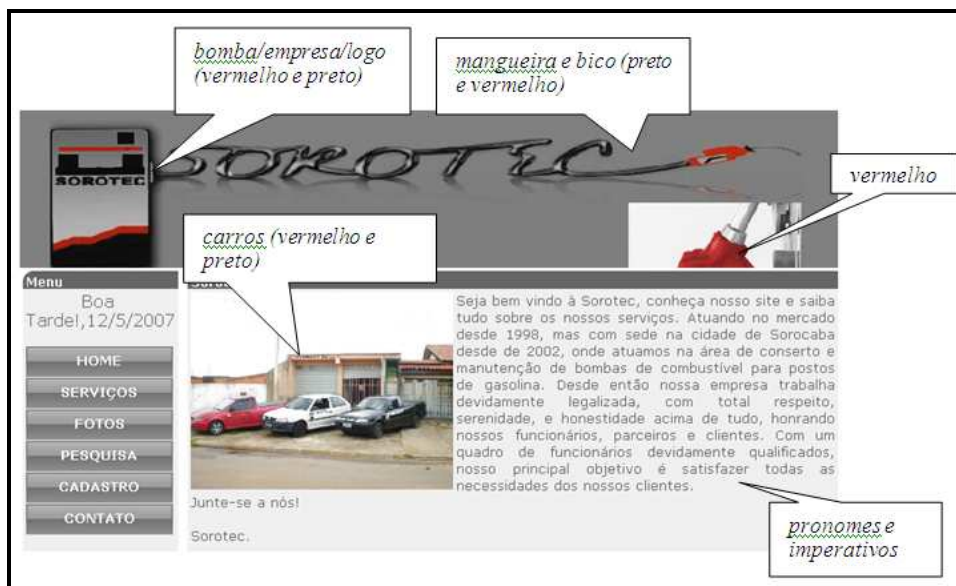 bomba/empresa/logo
(vermelho e preto)
mangueira e bico (preto
e vermelho)
SOROTEC
SOROTEC
vermelho
carros (vermelho e
preto)
Menu
Boa
Tarde!,12/5/2007
HOME
SERVIÇOS
FOTOS
PESQUISA
CADASTRO
CONTATO
Seja bem vindo à Sorotec, conheça nosso site e saiba
tudo sobre os nossos serviços. Atuando no mercado
desde 1998, mas com sede na cidade de Sorocaba
desde de 2002, onde atuamos na área de conserto e
manutenção de bombas de combustível para postos
de gasolina. Desde então nossa empresa trabalha
devidamente legalizada, com total respeito,
serenidade, e honestidade acima de tudo, honrando
nossos funcionários, parceiros e clientes. Com um
quadro de funcionários devidamente qualificados,
nosso principal objetivo é satisfazer todas as
necessidades dos nossos clientes.
Junte-se a nós!
Sorotec.
pronomes e
imperativos